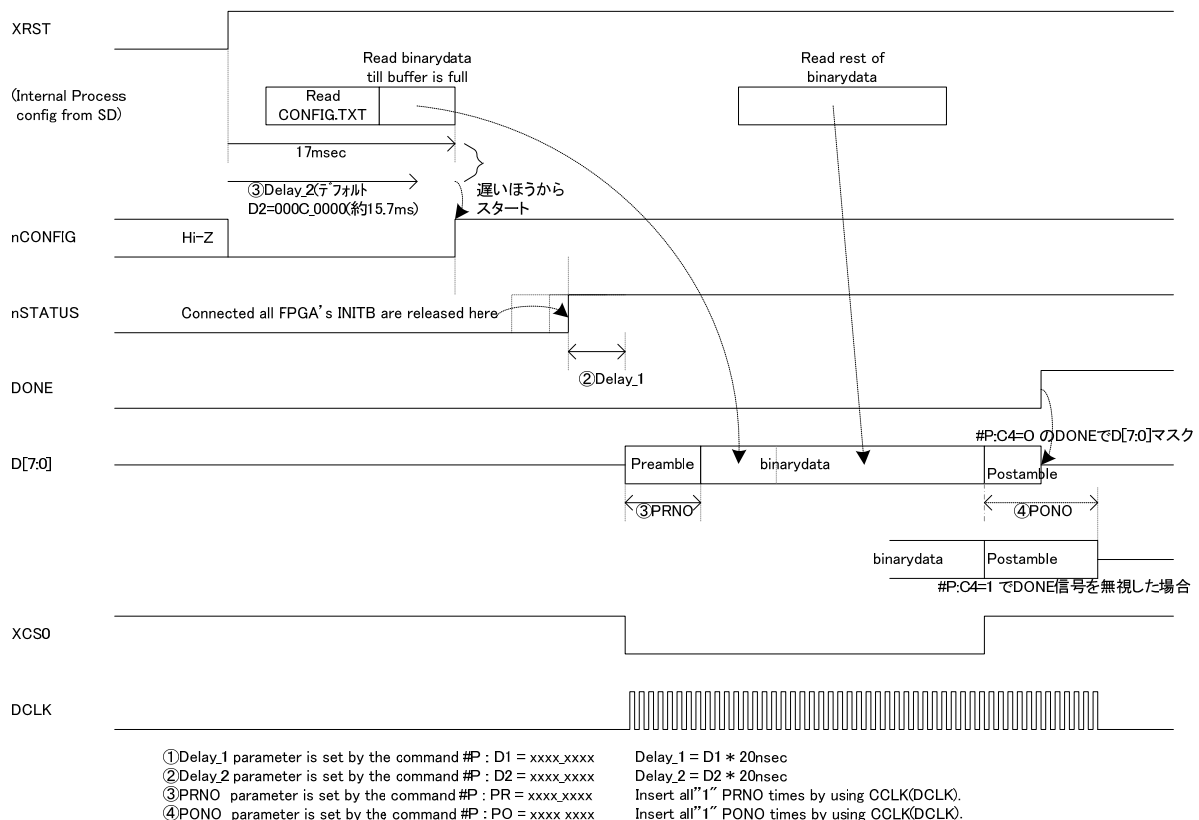 XRST
Read binarydata
till buffer is full
Read rest of
binarydata
(Internal Process
config from SD)
Read
CONFIG.TXT
17msec
③Delay_2(デフォルト
D2=000C_0000(約15.7ms)
遅いほうから
スタート
nCONFIG
Hi-Z
nSTATUS
Connected all FPGA's INITB are released here
②Delay_1
DONE
#P:C4=0 のDONEでD[7:0]マスク
D[7:0]
Preamble
binarydata
Postamble
③PRNO
④PONO
binarydata
Postamble
#P:C4=1 でDONE信号を無視した場合
XCS0
DCLK
①Delay_1 parameter is set by the command #P : D1 = xxxx_xxxx Delay_1 = D1 * 20nsec
②Delay_2 parameter is set by the command #P : D2 = xxxx_xxxx Delay_2 = D2 * 20nsec
③PRNO parameter is set by the command #P : PR = xxxx_xxxx Insert all"1" PRNO times by using CCLK(DCLK).
④PONO parameter is set by the command #P : PO = xxxx_xxxx Insert all"1" PONO times by using CCLK(DCLK).